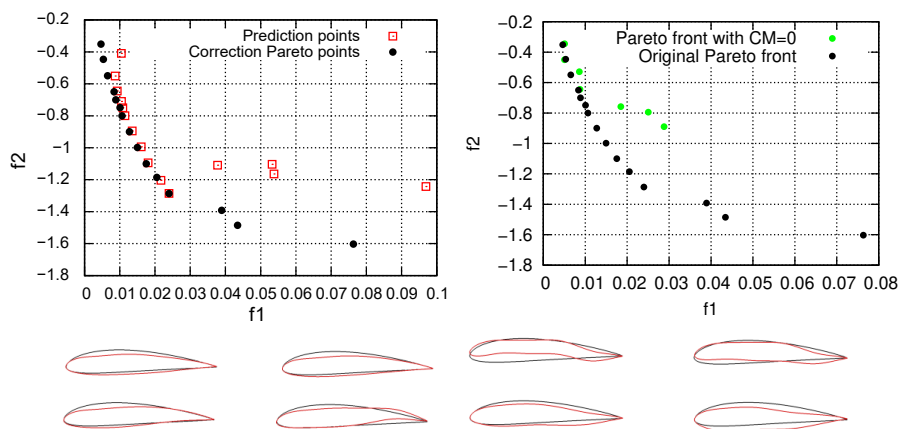 Prediction points
Correction Pareto points
−0.2
−0.4
−0.6
−0.8
−1
−1.2
−1.4
−1.6
−1.8
f2
0 0.01 0.02 0.03 0.04 0.05 0.06 0.07 0.08 0.09 0.1
f1
Pareto front with CM=0
Original Pareto front
−0.2
−0.4
−0.6
−0.8
−1
−1.2
−1.4
−1.6
−1.8
f2
0 0.01 0.02 0.03 0.04 0.05 0.06 0.07 0.08
f1